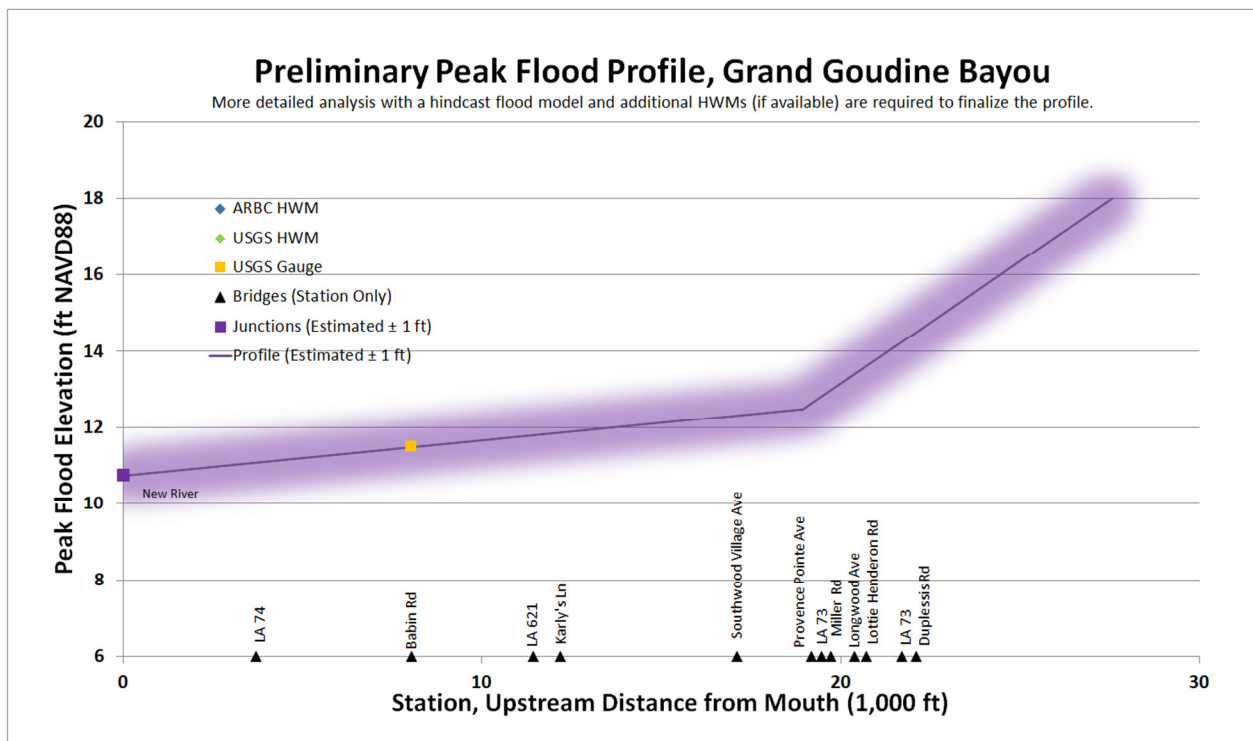 Preliminary Peak Flood Profile, Grand Goudine Bayou
More detailed analysis with a hindcast flood model and additional HWMs (if available) are required to finalize the profile.
Peak Flood Elevation (ft NAVD88)
20
18
16
14
12
10
8
6
ARBC HWM
USGS HWM
USGS Gauge
Bridges (Station Only)
Junctions (Estimated ± 1 ft)
Profile (Estimated ± 1 ft)
New River
LA 74
Babin Rd
LA 621
Karly's Ln
Southwood Village Ave
Provence Pointe Ave
LA 73
Miller Rd
Longwood Ave
Lottie Henderon Rd
LA 73
Duplessis Rd
0
10
20
30
Station, Upstream Distance from Mouth (1,000 ft)